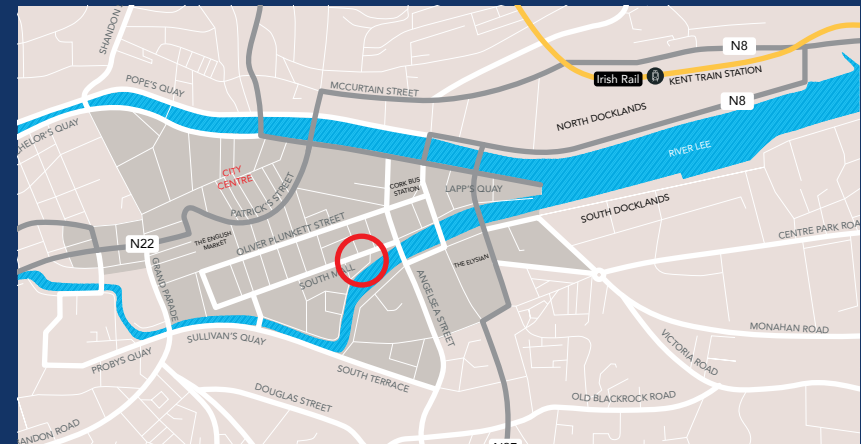 SHANDON
N8
Irish Rail
KENT TRAIN STATION
POPE'S QUAY
MCCURTAIN STREET
N8
NORTH DOCKLANDS
CHELOR'S QUAY
RIVER LEE
CITY
CENTRE
CORK BUS
STATION
LAPP'S QUAY
PATRICK'S STREET
SOUTH DOCKLANDS
OLIVER PLUNKETT STREET
CENTRE PARK ROA
THE ENGLISH
MARKET
N22
THE ELYSIAN
SOUTH MALL
GRAND PARADE
ANGELSEA STREET
MONAHAN ROAD
SULLIVAN'S QUAY
VICTORIA ROAD
PROBYS QUAY
SOUTH TERRACE
DOUGLAS STREET
OLD BLACKROCK ROAD
ANDON ROAD